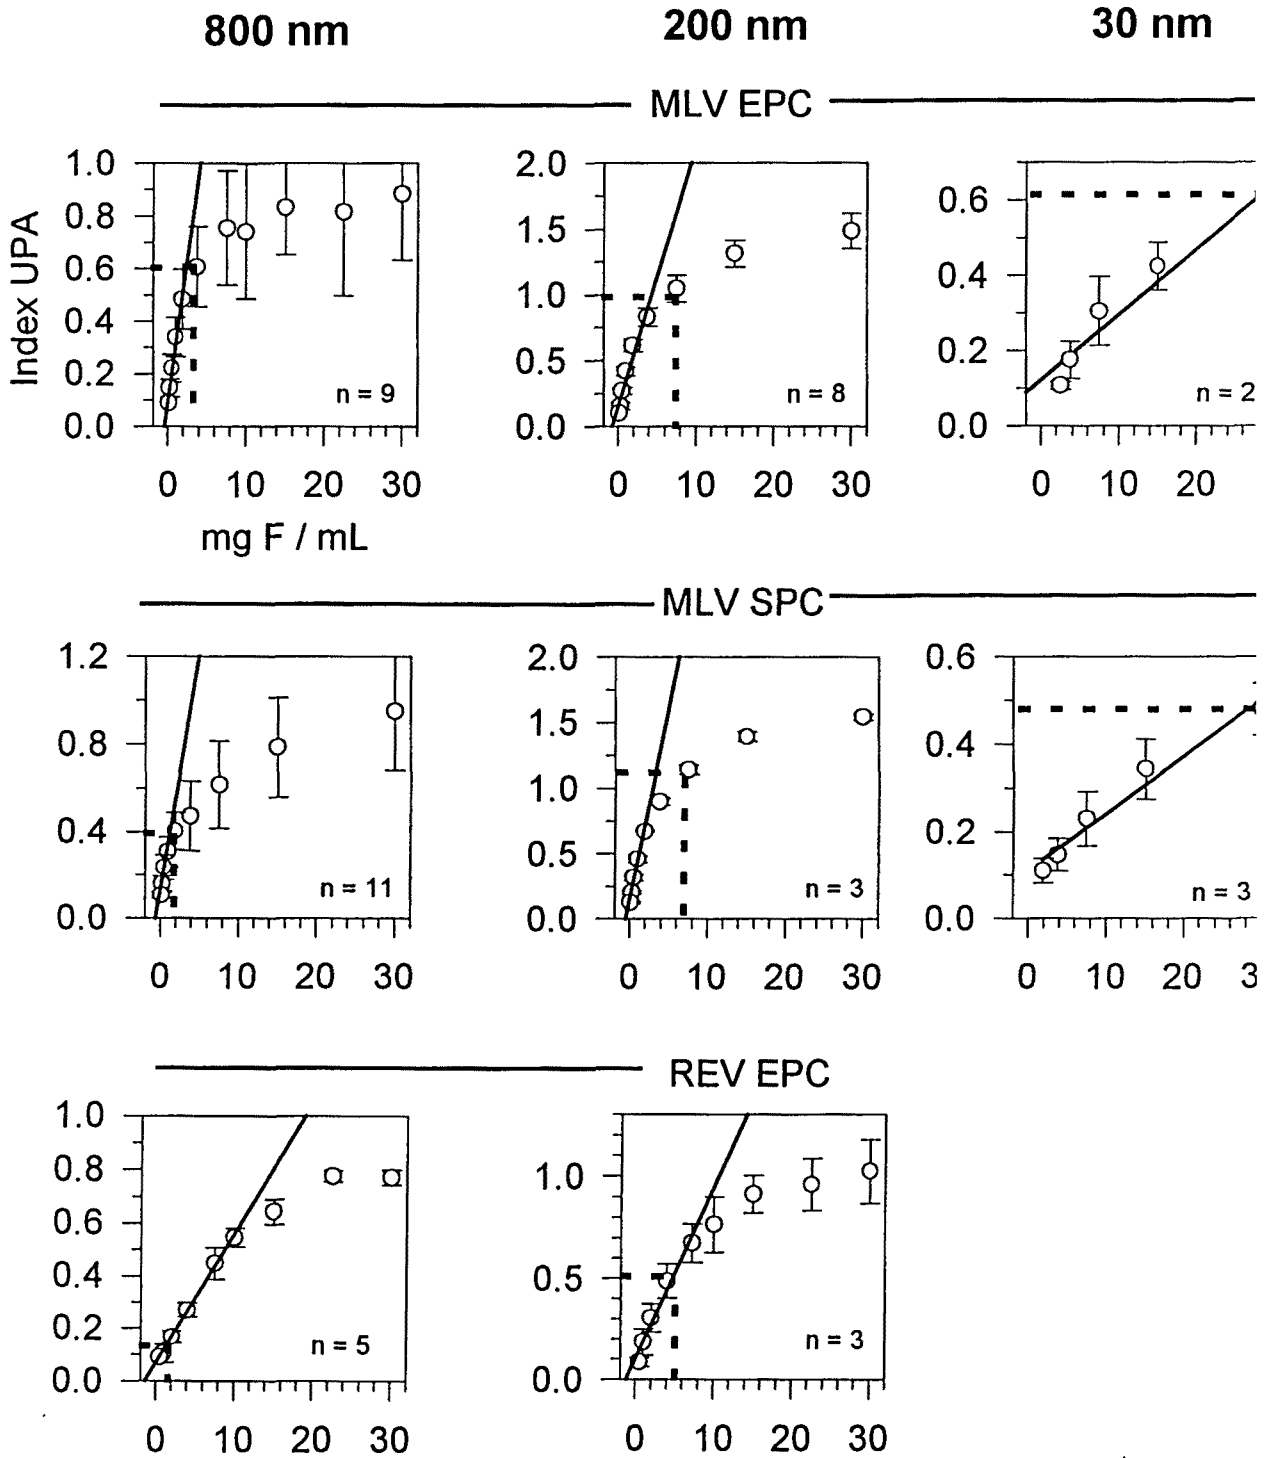 800 nm 200 nm 30 nm
MLV EPC
Index UPA
1.0 0.8 0.6 0.4 0.2 0.0
n = 9
0 10 20 30
mg F / mL
2.0 1.5 1.0 0.5 0.0
n = 8
0 10 20 30
0.6 0.4 0.2 0.0
n = 2
0 10 20
MLV SPC
1.2 0.8 0.4 0.0
n = 11
0 10 20 30
2.0 1.5 1.0 0.5 0.0
n = 3
0 10 20 30
0.6 0.4 0.2 0.0
n = 3
0 10 20 3
REV EPC
1.0 0.8 0.6 0.4 0.2 0.0
n = 5
0 10 20 30
1.0 0.5 0.0
n = 3
0 10 20 30